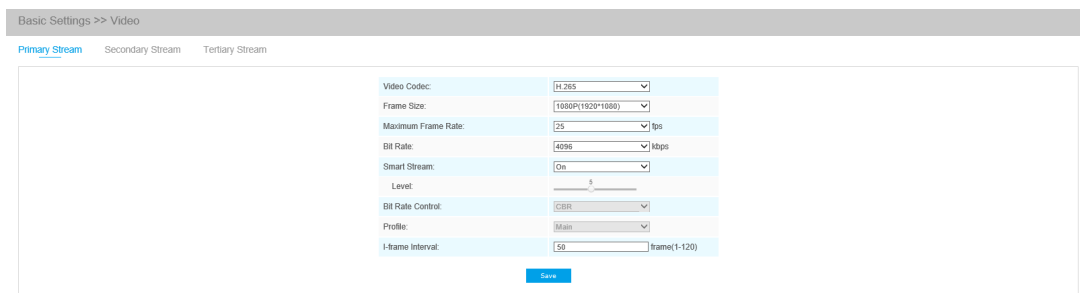 Basic Settings >> Video
Primary Stream Secondary Stream Tertiary Stream
Video Codec: H.265
Frame Size: 1080P(1920*1080)
Maximum Frame Rate: 25 fps
Bit Rate: 4096 kbps
Smart Stream: On
Level: 5
Bit Rate Control: CBR
Profile: Main
I-frame Interval: 50 frame(1-120)
Save